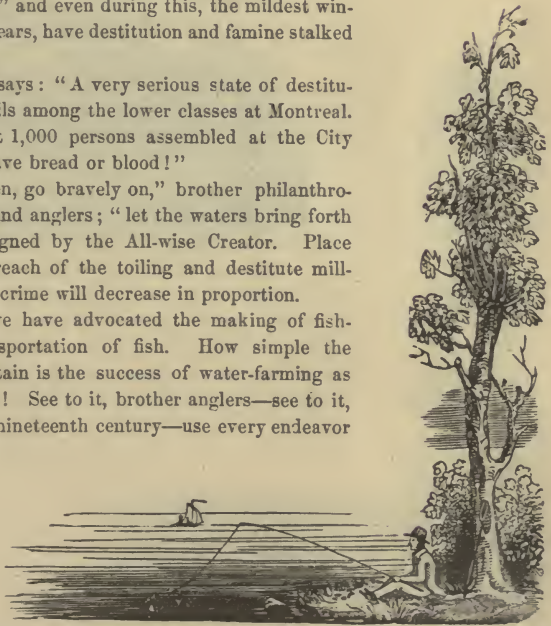 ” and even during this, the mildest win-
ears, have destitution and famine stalked
says : “A very serious state of destitu-
ils among the lower classes at Montreal.
t 1,000 persons assembled at the City
ave bread or blood!”
n, go bravely on,” brother philanthro-
nd anglers; “let the waters bring forth
igned by the All-wise Creator. Place
reach of the toiling and destitute mill-
crime will decrease in proportion.
ve have advocated the making of fish-
sportation of fish. How simple the
tain is the success of water-farming as
! See to it, brother anglers—see to it,
nineteenth century—use every endeavor